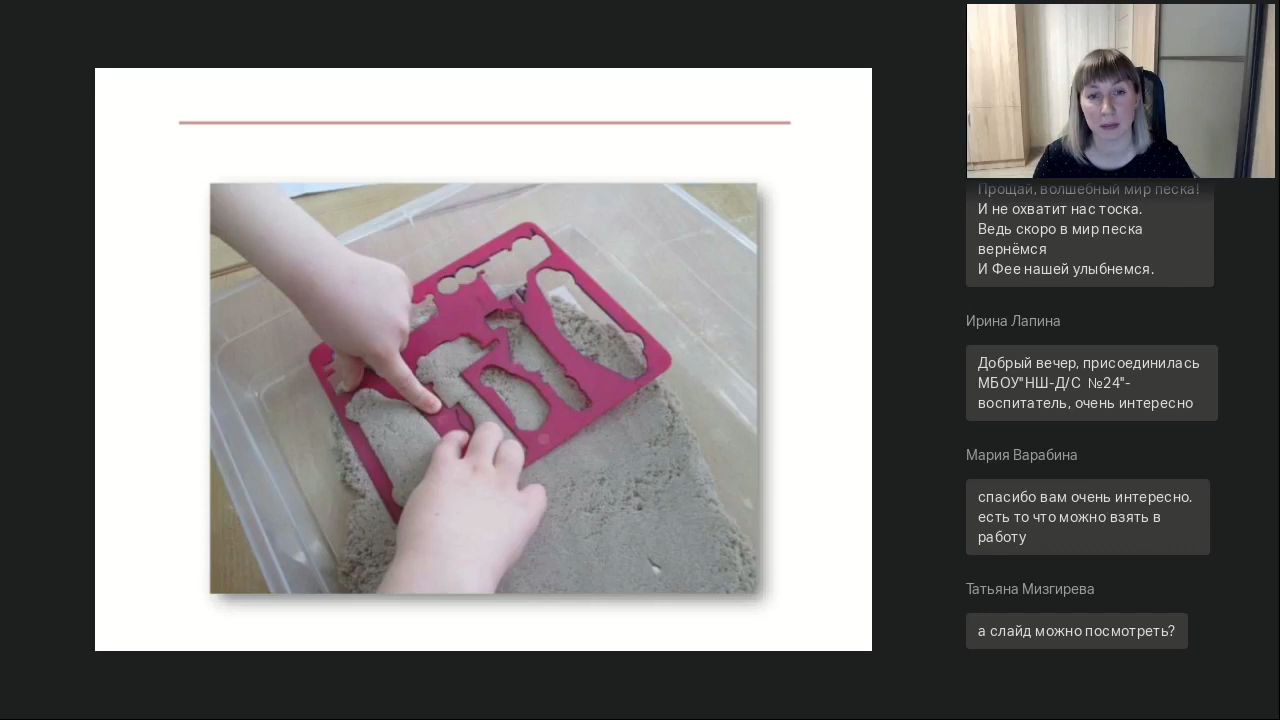 Прощай, волшебный мир песка!
И не охватит нас тоска.
Ведь скоро в мир песка
вернёмся
И Фее нашей улыбнемся.
Ирина Лапина
Добрый вечер, присоединилась
МБОУ"НШ-Д/С №24"-
воспитатель, очень интересно
Мария Варабина
спасибо вам очень интересно.
есть то что можно взять в
работу
Татьяна Мизгирева
а слайд можно посмотреть?